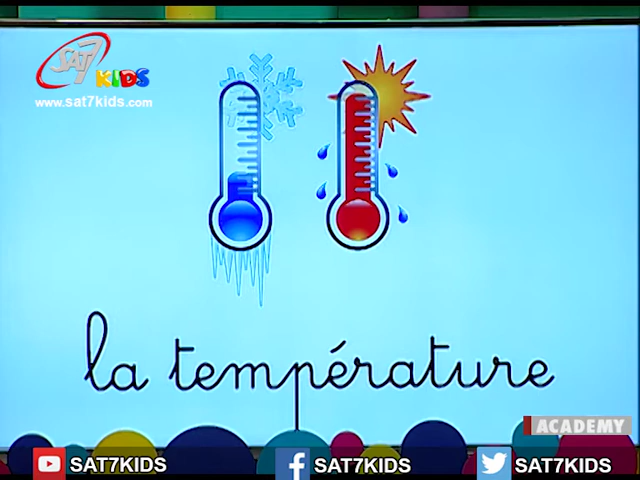 SAT7 KIDS
www.sat7kids.com
la température
ACADEMY
SAT7KIDS SAT7KIDS SAT7KIDS